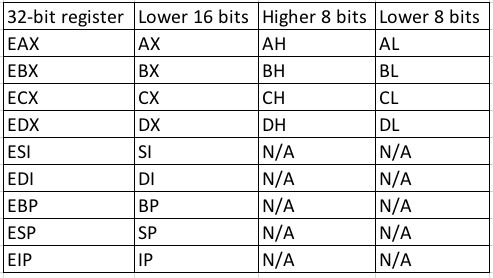 32-bit register Lower 16 bits Higher 8 bits Lower 8 bits
EAX AX AH AL
EBX BX BH BL
ECX CX CH CL
EDX DX DH DL
ESI SI N/A N/A
EDI DI N/A N/A
EBP BP N/A N/A
ESP SP N/A N/A
EIP IP N/A N/A